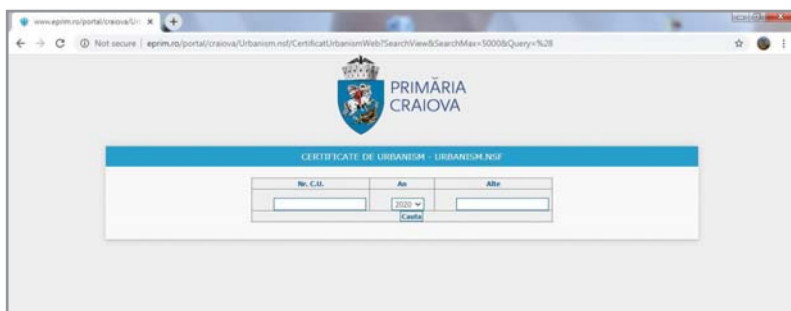 www.eprim.ro/portal/craiova/Ur
Not secure | eprim.ro/portal/craiova/Urbanism.nsf/CertificatUrbanismWeb?SearchView&SearchMax=5000&Query=%28
PRIMĂRIA
CRAIOVA
CERTIFICATE DE URBANISM - URBANISM.NSF
Nr. C.U. An Alte
2020
Cauta